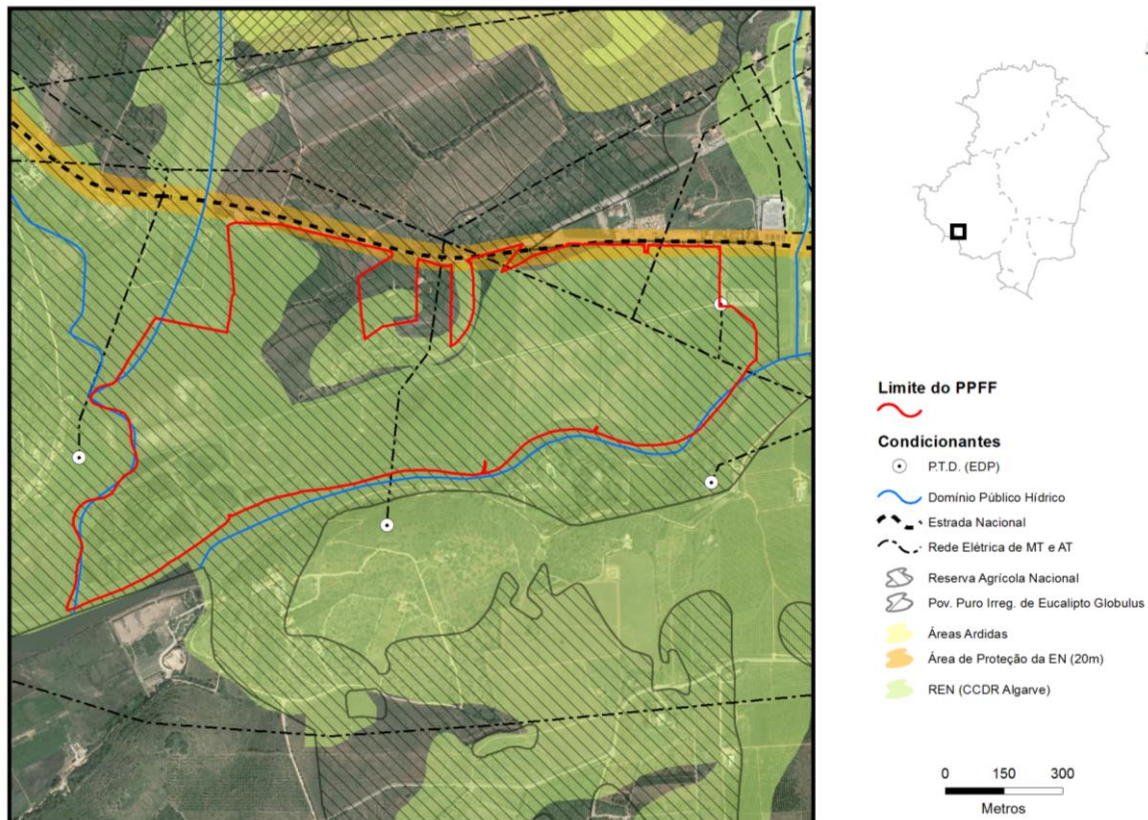 Limite do PPFF
Condicionantes
P.T.D. (EDP)
Domínio Público Hídrico
Estrada Nacional
Rede Elétrica de MT e AT
Reserva Agrícola Nacional
Pov. Puro Irreg. de Eucalipto Globulus
Áreas Ardidas
Área de Proteção da EN (20m)
REN (CCDR Algarve)
0 150 300
Metros